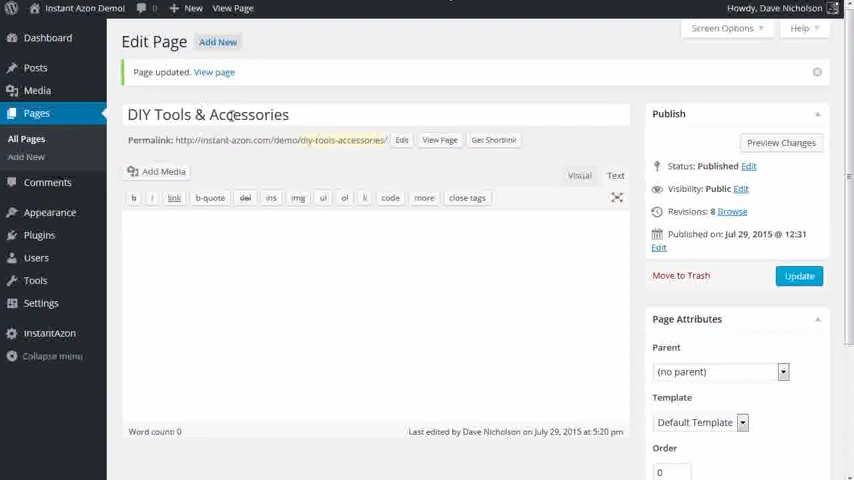 Instant Azon Demo! 0 New View Page Howdy, Dave Nicholson
Screen Options Help
Edit Page Add New
Page updated. View page
Dashboard
Posts
Media
Pages
All Pages
Add New
Comments
Appearance
Plugins
Users
Tools
Settings
InstantAzon
Collapse menu
DIY Tools & Accessories
Permalink: http://instant-azon.com/demo/diy-tools-accessories/ Edit View Page Get Shortlink
Add Media Visual Text
b i link b-quote del ins img ul ol li code more close tags
Word count: 0 Last edited by Dave Nicholson on July 29, 2015 at 5:20 pm
Publish
Preview Changes
Status: Published Edit
Visibility: Public Edit
Revisions: 8 Browse
Published on: Jul 29, 2015 @ 12:31
Edit
Move to Trash Update
Page Attributes
Parent
(no parent)
Template
Default Template
Order
0